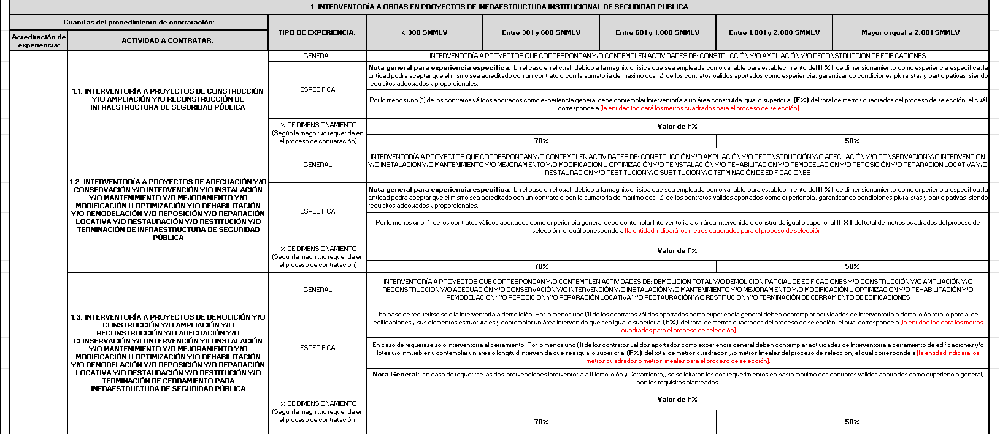 1. INTERVENTORÍA A OBRAS EN PROYECTOS DE INFRAESTRUCTURA INSTITUCIONAL DE SEGURIDAD PUBLICA
Cuantías del procedimiento de contratación:
TIPO DE EXPERIENCIA:
< 300 SMMLV
Entre 301 y 600 SMMLV
Entre 601 y 1.000 SMMLV
Entre 1.001 y 2.000 SMMLV
Mayor o igual a 2.001 SMMLV
Acreditación de
experiencia:
ACTIVIDAD A CONTRATAR:
1.1. INTERVENTORÍA A PROYECTOS DE CONSTRUCCIÓN
Y/O AMPLIACIÓN Y/O RECONSTRUCCIÓN DE
INFRAESTRUCTURA DE SEGURIDAD PÚBLICA
GENERAL
INTERVENTORÍA A PROYECTOS QUE CORRESPONDAN Y/O CONTEMPLEN ACTIVIDADES DE: CONSTRUCCIÓN Y/O AMPLIACIÓN Y/O RECONSTRUCCIÓN DE EDIFICACIONES
ESPECIFICA
Nota general para experiencia específica: En el caso en el cual, debido a la magnitud física que sea empleada como variable para establecimiento del (F%) de dimensionamiento como experiencia específica, la
Entidad podrá aceptar que el mismo sea acreditado con un contrato o con la sumatoria de máximo dos (2) de los contratos válidos aportados como experiencia, garantizando condiciones pluralistas y participativas, siendo
requisitos adecuados y proporcionales.
Por lo menos uno (1) de los contratos válidos aportados como experiencia general debe contemplar Interventoría a un área construída igual o superior al (F%) del total de metros cuadrados del proceso de selección, el cuál
corresponde a [la entidad indicará los metros cuadrados para el proceso de selección]
% DE DIMENSIONAMIENTO
(Según la magnitud requerida en
el proceso de contratación)
Valor de F%
70%
50%
1.2. INTERVENTORÍA A PROYECTOS DE ADECUACIÓN Y/O
CONSERVACIÓN Y/O INTERVENCIÓN Y/O INSTALACIÓN
Y/O MANTENIMIENTO Y/O MEJORAMIENTO Y/O
MODIFICACIÓN U OPTIMIZACIÓN Y/O REHABILITACIÓN
Y/O REMODELACIÓN Y/O REPOSICIÓN Y/O REPARACIÓN
LOCATIVA Y/O RESTAURACIÓN Y/O RESTITUCIÓN Y/O
TERMINACIÓN DE INFRAESTRUCTURA DE SEGURIDAD
PÚBLICA
GENERAL
INTERVENTORÍA A PROYECTOS QUE CORRESPONDAN Y/O CONTEMPLEN ACTIVIDADES DE: CONSTRUCCIÓN Y/O AMPLIACIÓN Y/O RECONSTRUCCIÓN Y/O ADECUACIÓN Y/O CONSERVACIÓN Y/O INTERVENCIÓN
Y/O INSTALACIÓN Y/O MANTENIMIENTO Y/O MEJORAMIENTO Y/O MODIFICACIÓN U OPTIMIZACIÓN Y/O REINSTALACIÓN Y/O REHABILITACIÓN Y/O REMODELACIÓN Y/O REPOSICIÓN Y/O REPARACIÓN LOCATIVA Y/O
RESTAURACIÓN Y/O RESTITUCIÓN Y/O SUSTITUCIÓN Y/O TERMINACIÓN DE EDIFICACIONES
ESPECIFICA
Nota general para experiencia específica: En el caso en el cual, debido a la magnitud física que sea empleada como variable para establecimiento del (F%) de dimensionamiento como experiencia específica, la
Entidad podrá aceptar que el mismo sea acreditado con un contrato o con la sumatoria de máximo dos (2) de los contratos válidos aportados como experiencia, garantizando condiciones pluralistas y participativas, siendo
requisitos adecuados y proporcionales.
Por lo menos uno (1) de los contratos válidos aportados como experiencia general debe contemplar Interventoría a un área intervenida o construída igual o superior al (F%) del total de metros cuadrados del proceso de
selección, el cuál corresponde a [la entidad indicará los metros cuadrados para el proceso de selección]
% DE DIMENSIONAMIENTO
(Según la magnitud requerida en
el proceso de contratación)
Valor de F%
70%
50%
1.3. INTERVENTORÍA A PROYECTOS DE DEMOLICIÓN Y/O
CONSTRUCCIÓN Y/O AMPLIACIÓN Y/O
RECONSTRUCCIÓN Y/O ADECUACIÓN Y/O
CONSERVACIÓN Y/O INTERVENCIÓN Y/O INSTALACIÓN
Y/O MANTENIMIENTO Y/O MEJORAMIENTO Y/O
MODIFICACIÓN U OPTIMIZACIÓN Y/O REHABILITACIÓN
Y/O REMODELACIÓN Y/O REPOSICIÓN Y/O REPARACIÓN
LOCATIVA Y/O RESTAURACIÓN Y/O RESTITUCIÓN Y/O
TERMINACIÓN DE CERRAMIENTO PARA
INFRAESTRUCTURA DE SEGURIDAD PÚBLICA
GENERAL
INTERVENTORÍA A PROYECTOS QUE CORRESPONDAN Y/O CONTEMPLEN ACTIVIDADES DE: DEMOLICION TOTAL Y/O DEMOLICION PARCIAL DE EDIFICACIONES Y/O CONSTRUCCIÓN Y/O AMPLIACIÓN Y/O
RECONSTRUCCIÓN Y/O ADECUACIÓN Y/O CONSERVACIÓN Y/O INTERVENCIÓN Y/O INSTALACIÓN Y/O MANTENIMIENTO Y/O MEJORAMIENTO Y/O MODIFICACIÓN U OPTIMIZACIÓN Y/O REHABILITACIÓN Y/O
REMODELACIÓN Y/O REPOSICIÓN Y/O REPARACIÓN LOCATIVA Y/O RESTAURACIÓN Y/O RESTITUCIÓN Y/O TERMINACIÓN DE CERRAMIENTO DE EDIFICACIONES
ESPECIFICA
En caso de requerirse solo la Interventoría a demolición: Por lo menos uno (1) de los contratos válidos aportados como experiencia general deben contemplar actividades de Interventoría a demolición total o parcial de
edificaciones y sus elementos estructurales y contemplar un área intervenida que sea igual o superior al (F%) del total de metros cuadrados del proceso de selección, el cual corresponde a [la entidad indicará los metros
cuadrados para el proceso de selección]
En caso de requerirse solo Interventoría al cerramiento: Por lo menos uno (1) de los contratos válidos aportados como experiencia general deben contemplar actividades de Interventoría a cerramiento de edificaciones y/o
lotes y/o inmuebles y contemplar un área o longitud intervenida que sea igual o superior al (F%) del total de metros cuadrados y/o metros lineales del proceso de selección, el cual corresponde a [la entidad indicará los
metros cuadrados o metros lineales para el proceso de selección].
Nota General: En caso de requerirse las dos intervenciones Interventoría a (Demolición y Cerramiento), se solicitarán los dos requerimientos en hasta máximo dos contratos válidos aportados como experiencia general,
con los requisitos planteados.
% DE DIMENSIONAMIENTO
(Según la magnitud requerida en
el proceso de contratación)
Valor de F%
70%
50%